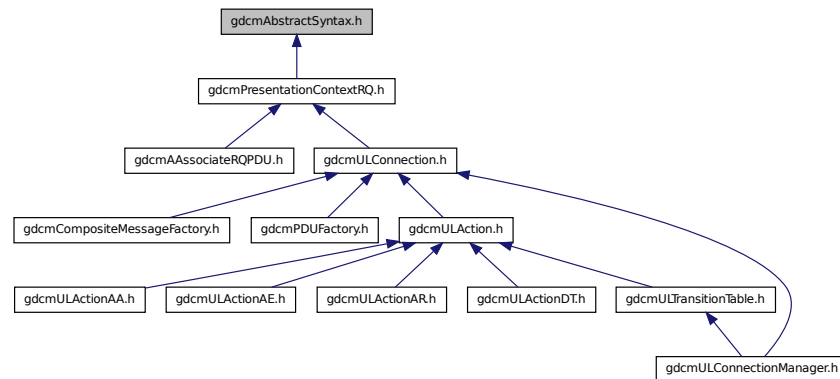 gdcmAbstractSyntax.h
gdcmPresentationContextRQ.h
gdcmAAssociateRQPDU.h
gdcmULConnection.h
gdcmCompositeMessageFactory.h
gdcmPDUFactory.h
gdcmULAction.h
gdcmULActionAA.h
gdcmULActionAE.h
gdcmULActionAR.h
gdcmULActionDT.h
gdcmULTransitionTable.h
gdcmULConnectionManager.h